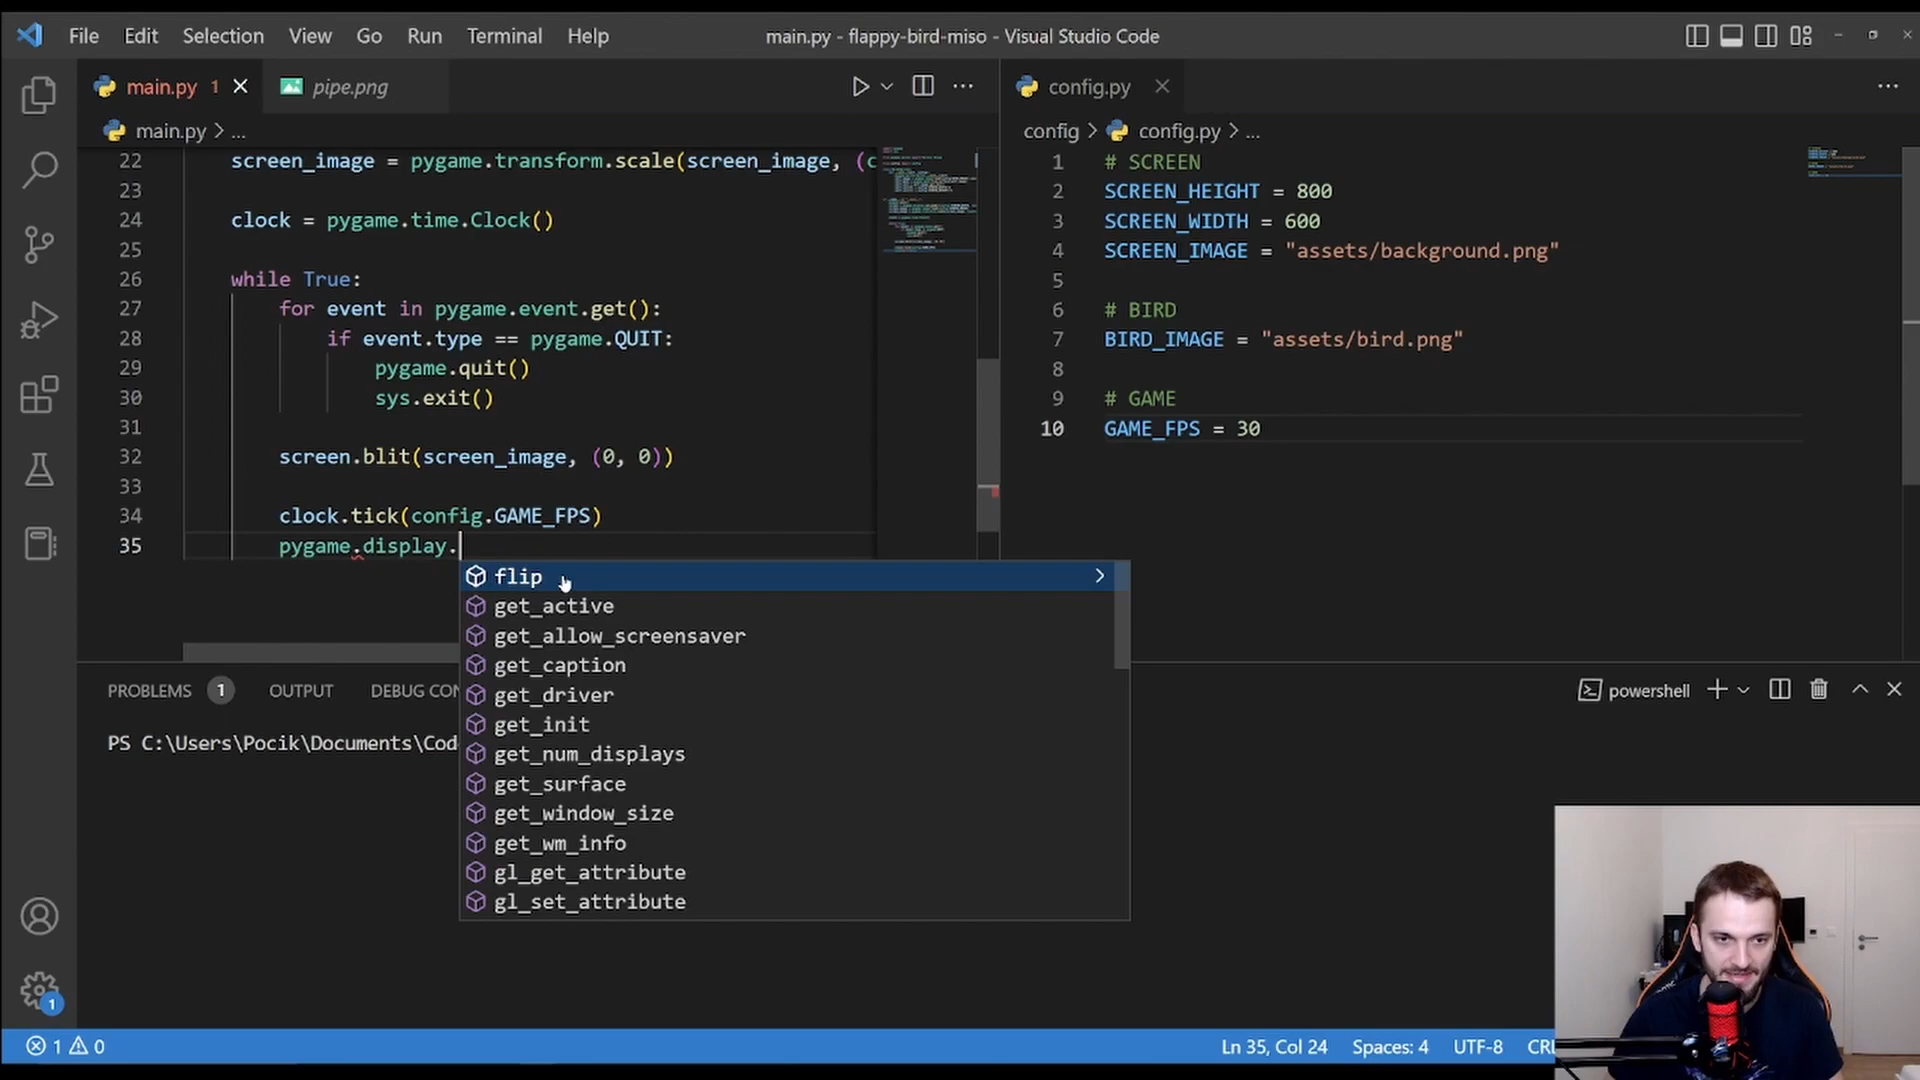 File Edit Selection View Go Run Terminal Help main.py - flappy-bird-miso - Visual Studio Code
main.py 1 pipe.png
main.py > ...
22 screen_image = pygame.transform.scale(screen_image, (c
23
24 clock = pygame.time.Clock()
25
26 while True:
27 for event in pygame.event.get():
28 if event.type == pygame.QUIT:
29 pygame.quit()
30 sys.exit()
31
32 screen.blit(screen_image, (0, 0))
33
34 clock.tick(config.GAME_FPS)
35 pygame.display.
flip
get_active
get_allow_screensaver
get_caption
get_driver
get_init
get_num_displays
get_surface
get_window_size
get_wm_info
gl_get_attribute
gl_set_attribute
config.py
config > config.py > ...
1 # SCREEN
2 SCREEN_HEIGHT = 800
3 SCREEN_WIDTH = 600
4 SCREEN_IMAGE = "assets/background.png"
5
6 # BIRD
7 BIRD_IMAGE = "assets/bird.png"
8
9 # GAME
10 GAME_FPS = 30
PROBLEMS 1 OUTPUT DEBUG CON
powershell
PS C:\Users\Pocik\Documents\Cod
1
1 0
Ln 35, Col 24 Spaces: 4 UTF-8 CRL